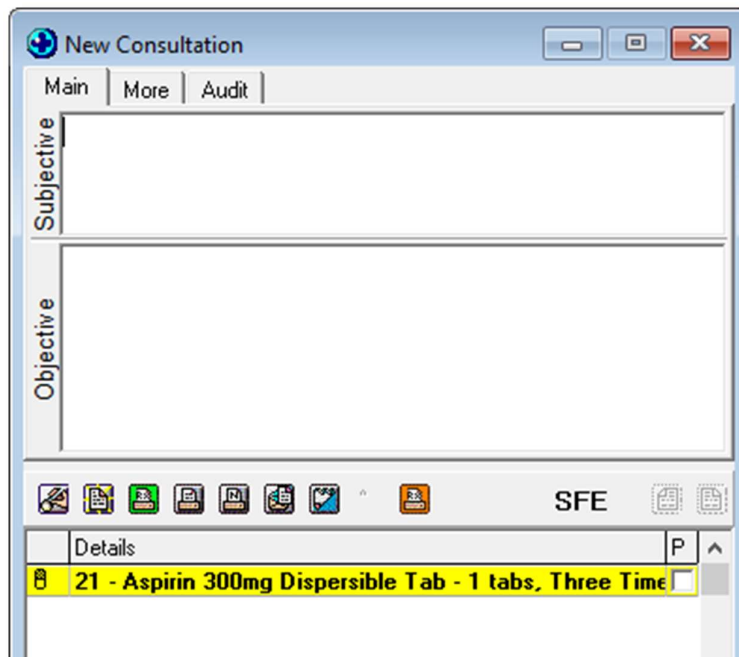 New Consultation
Main More Audit
Subjective
Objective
SFE
Details P
21 - Aspirin 300mg Dispersible Tab - 1 tabs, Three Time